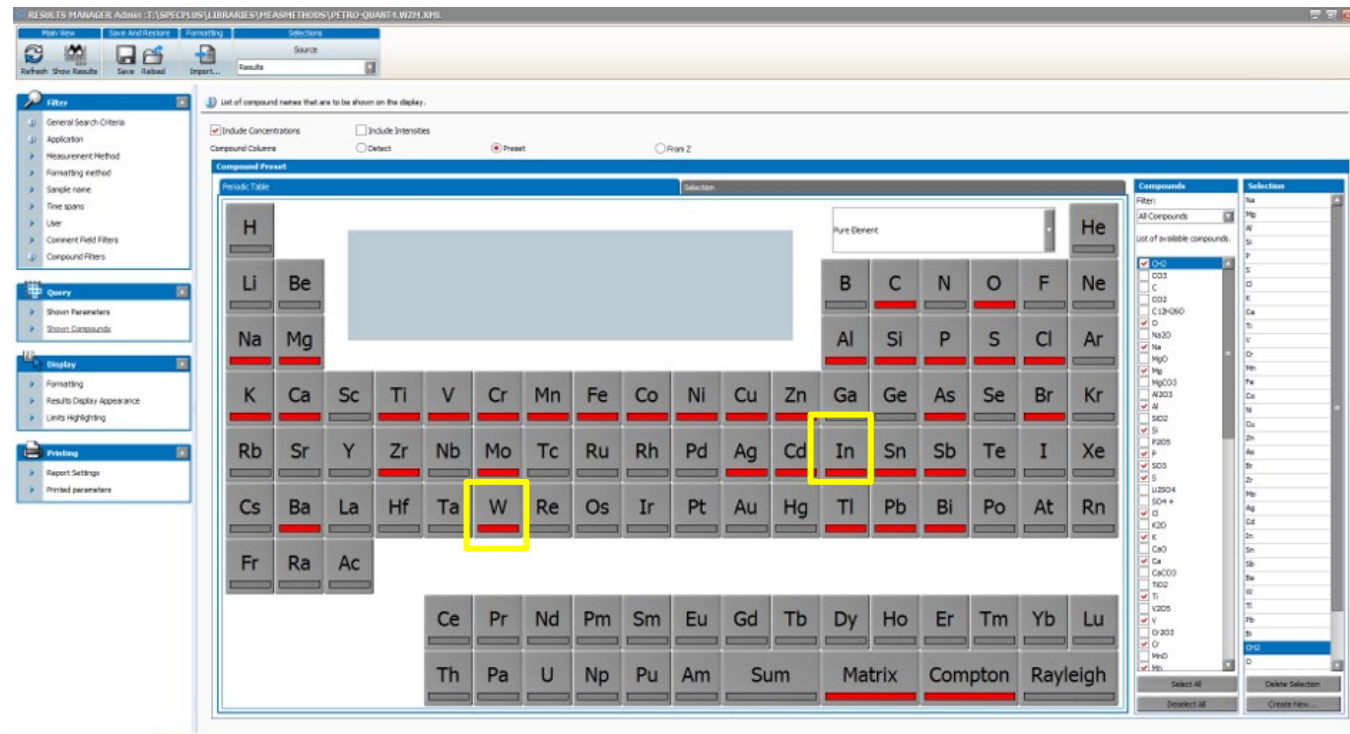 RESULTS MANAGER Admin :T:\SPECPLUS\LIBRARIES\MEASMETHODS\PETRO-QUANT4.WZM.XML
Main View Save And Restore Formatting Selections
Source
Results
Refresh Show Results Save Reload Import...
Filter
General Search Criteria
Application
Measurement Method
Formatting method
Sample name
Time spans
User
Comment Field Filters
Compound Filters
Query
Shown Parameters
Shown Compounds
Display
Formatting
Results Display Appearance
Limits Highlighting
Printing
Report Settings
Printed parameters
List of compound names that are to be shown on the display.
Include Concentrations Include Intensities
Compound Columns Detect Preset From Z
Compound Preset
Periodic Table Selection
Pure Element
H He
Li Be B C N O F Ne
Na Mg Al Si P S Cl Ar
K Ca Sc Ti V Cr Mn Fe Co Ni Cu Zn Ga Ge As Se Br Kr
Rb Sr Y Zr Nb Mo Tc Ru Rh Pd Ag Cd In Sn Sb Te I Xe
Cs Ba La Hf Ta W Re Os Ir Pt Au Hg Tl Pb Bi Po At Rn
Fr Ra Ac
Ce Pr Nd Pm Sm Eu Gd Tb Dy Ho Er Tm Yb Lu
Th Pa U Np Pu Am Sum Matrix Compton Rayleigh
Compounds
Filter:
All Compounds
List of available compounds.
CH2
CO3
C
CO2
C12H26O
O
Na2O
Na
MgO
Mg
MgCO3
Al2O3
Al
SiO2
Si
P2O5
P
SO3
S
Li2SO4
SO4 +
Cl
K2O
K
CaO
Ca
CaCO3
TiO2
Ti
V2O5
V
Cr2O3
Cr
MnO
Mn
Select All
Deselect All
Selection
Na
Mg
Al
Si
P
S
Cl
K
Ca
Ti
V
Cr
Mn
Fe
Co
Ni
Cu
Zn
As
Br
Zr
Mo
Ag
Cd
In
Sn
Sb
Ba
W
Tl
Pb
Bi
CH2
O
Delete Selection
Create New...